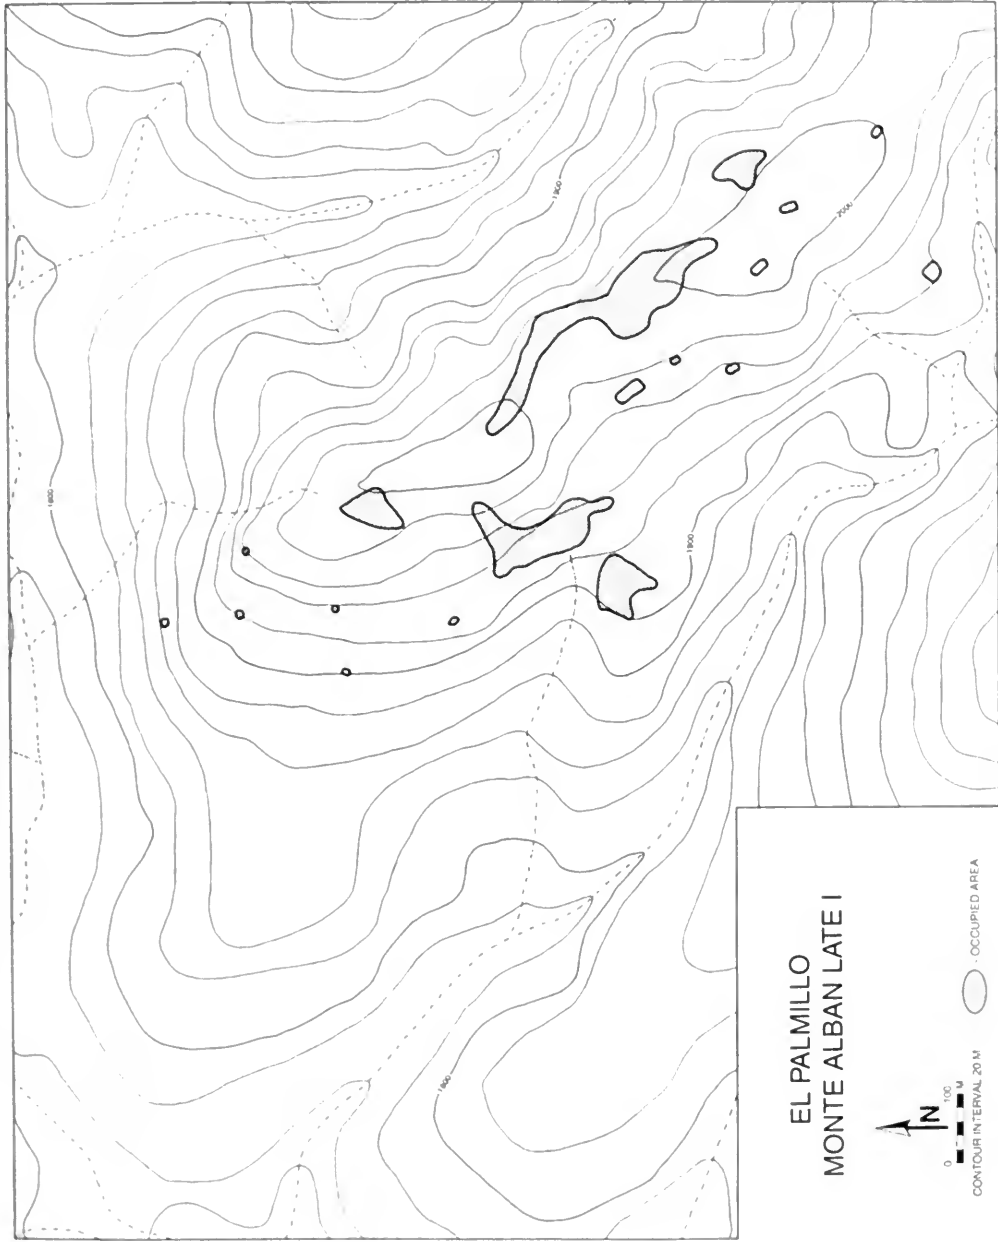 1800
1800
1900
1900
2000
EL PALMILLO
MONTE ALBAN LATE I
N
0 100
M
CONTOUR INTERVAL 20 M
- OCCUPIED AREA